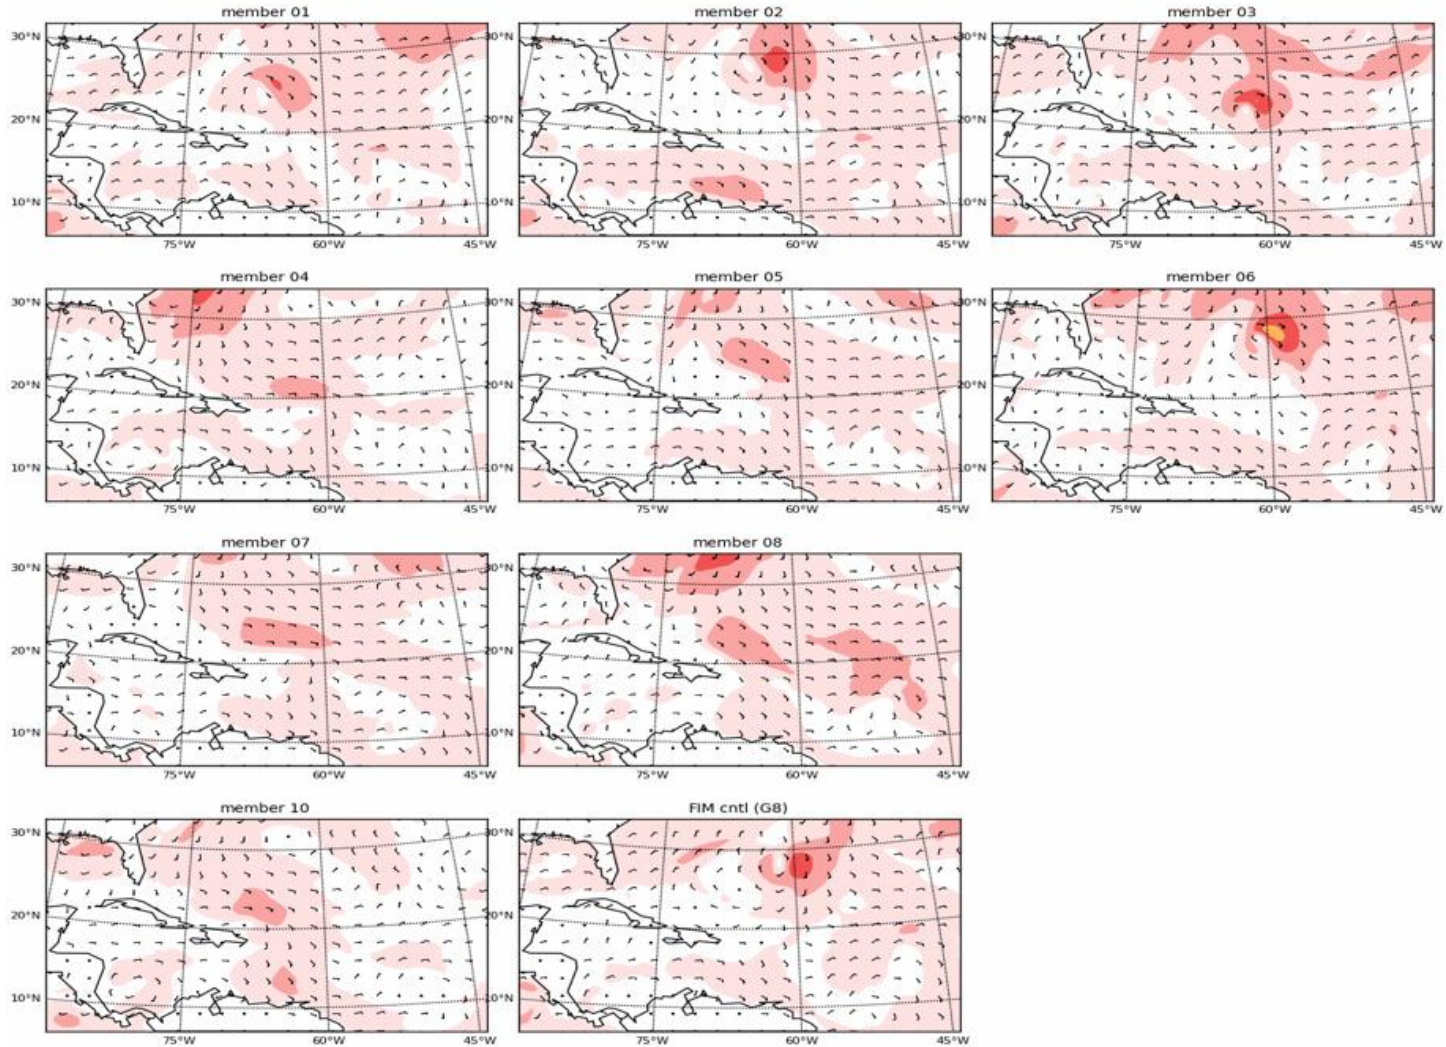 member 01 member 02 member 03
30°N 30°N 30°N
20°N 20°N 20°N
10°N 10°N 10°N
75°W 60°W 45°W 75°W 60°W 45°W 75°W 60°W 45°W
member 04 member 05 member 06
30°N 30°N 30°N
20°N 20°N 20°N
10°N 10°N 10°N
75°W 60°W 45°W 75°W 60°W 45°W 75°W 60°W 45°W
member 07 member 08
30°N 30°N
20°N 20°N
10°N 10°N
75°W 60°W 45°W 75°W 60°W 45°W
member 10 FIM cntl (G8)
30°N 30°N
20°N 20°N
10°N 10°N
75°W 60°W 45°W 75°W 60°W 45°W